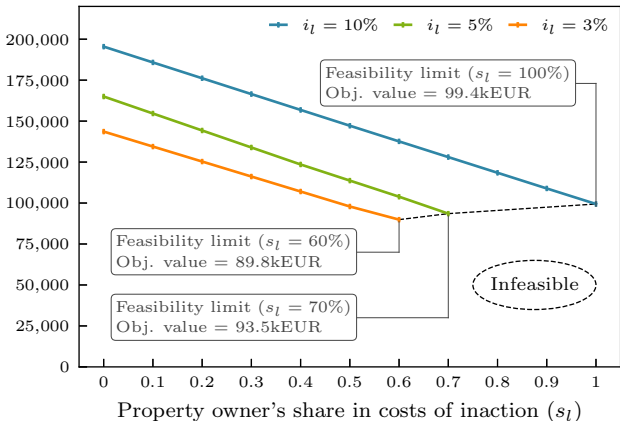 i_l = 10% i_l = 5% i_l = 3%
200,000
175,000
150,000
125,000
100,000
75,000
50,000
25,000
0
Feasibility limit (s_l = 100%)
Obj. value = 99.4kEUR
Feasibility limit (s_l = 60%)
Obj. value = 89.8kEUR
Feasibility limit (s_l = 70%)
Obj. value = 93.5kEUR
Infeasible
0 0.1 0.2 0.3 0.4 0.5 0.6 0.7 0.8 0.9 1
Property owner's share in costs of inaction (s_l)